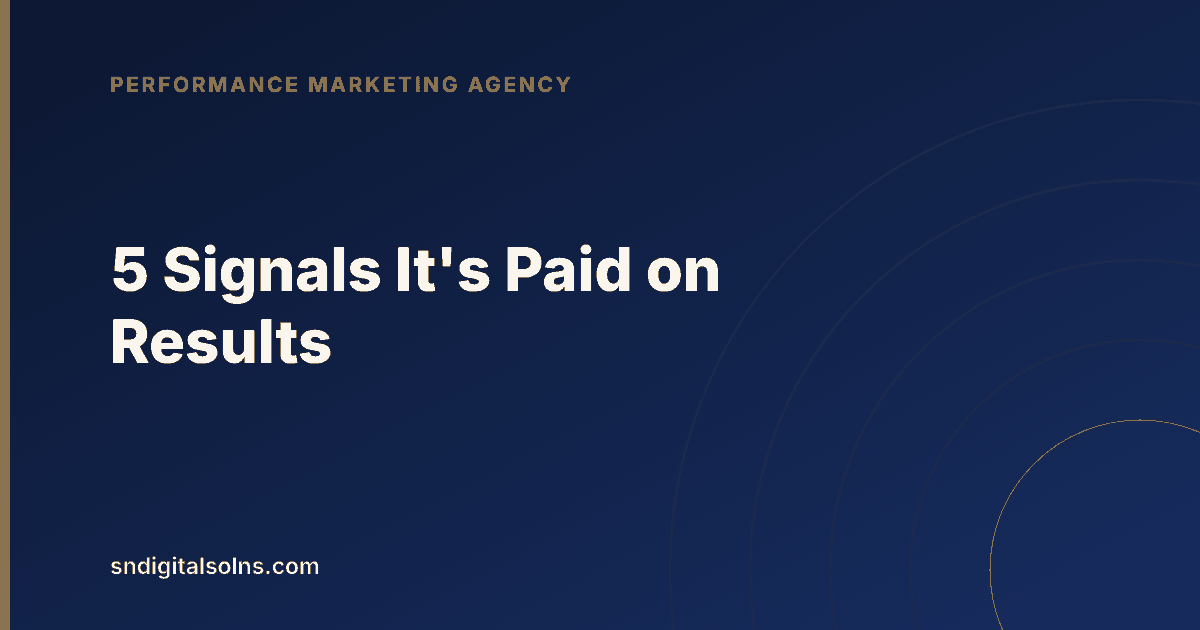 PERFORMANCE MARKETING AGENCY
5 Signals It's Paid on
Results
sndigitalsolns.com